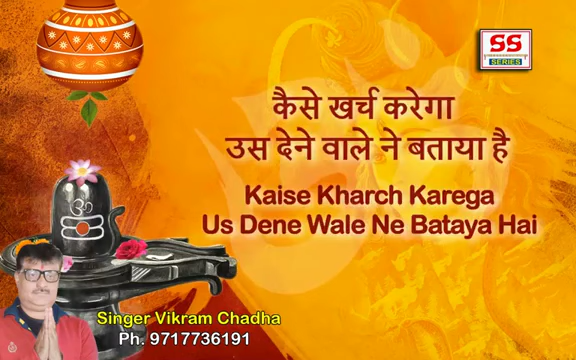 SS
SERIES
कैसे खर्च करेगा
उस देने वाले ने बताया है
Kaise Kharch Karega
Us Dene Wale Ne Bataya Hai
ॐ
Singer Vikram Chadha
Ph. 9717736191